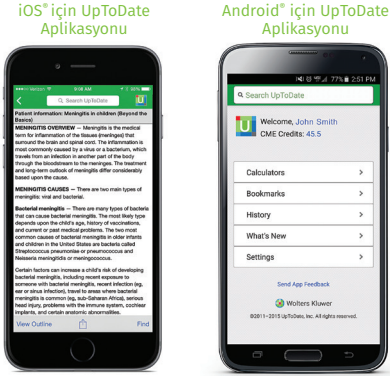 iOS® için UpToDate
Aplikasyonu
Android® için UpToDate
Aplikasyonu
Verizon 9:08 AM
Search UpToDate
Patient information: Meningitis in children (Beyond the
Basics)
MENINGITIS OVERVIEW — Meningitis is the medical
term for inflammation of the tissues (meninges) that
surround the brain and spinal cord. The inflammation is
most commonly caused by a virus or a bacterium, which
travels from an infection in another part of the body
through the bloodstream to the meninges. The treatment
and long-term outlook of meningitis differ considerably
based upon the cause.
MENINGITIS CAUSES — There are two main types of
meningitis: viral and bacterial.
Bacterial meningitis — There are many types of bacteria
that can cause bacterial meningitis. The most likely type
depends upon the child's age, history of vaccinations,
and current or past medical problems. The two most
common causes of bacterial meningitis in older infants
and children in the United States are bacteria called
Streptococcus pneumoniae or pneumococcus and
Neisseria meningitidis or meningococcus.
Certain factors can increase a child's risk of developing
bacterial meningitis, including recent exposure to
someone with bacterial meningitis, recent infection (eg,
ear or sinus infection), travel to areas where bacterial
meningitis is common (eg, sub-Saharan Africa), serious
head injury, problems with the immune system, cochlear
implants, and certain anatomic abnormalities.
View Outline Find
77% 2:51 PM
Search UpToDate
U
Welcome, John Smith
CME Credits: 45.5
Calculators
Bookmarks
History
What's New
Settings
Send App Feedback
Wolters Kluwer
©2011–2015 UpToDate, Inc. All rights reserved.